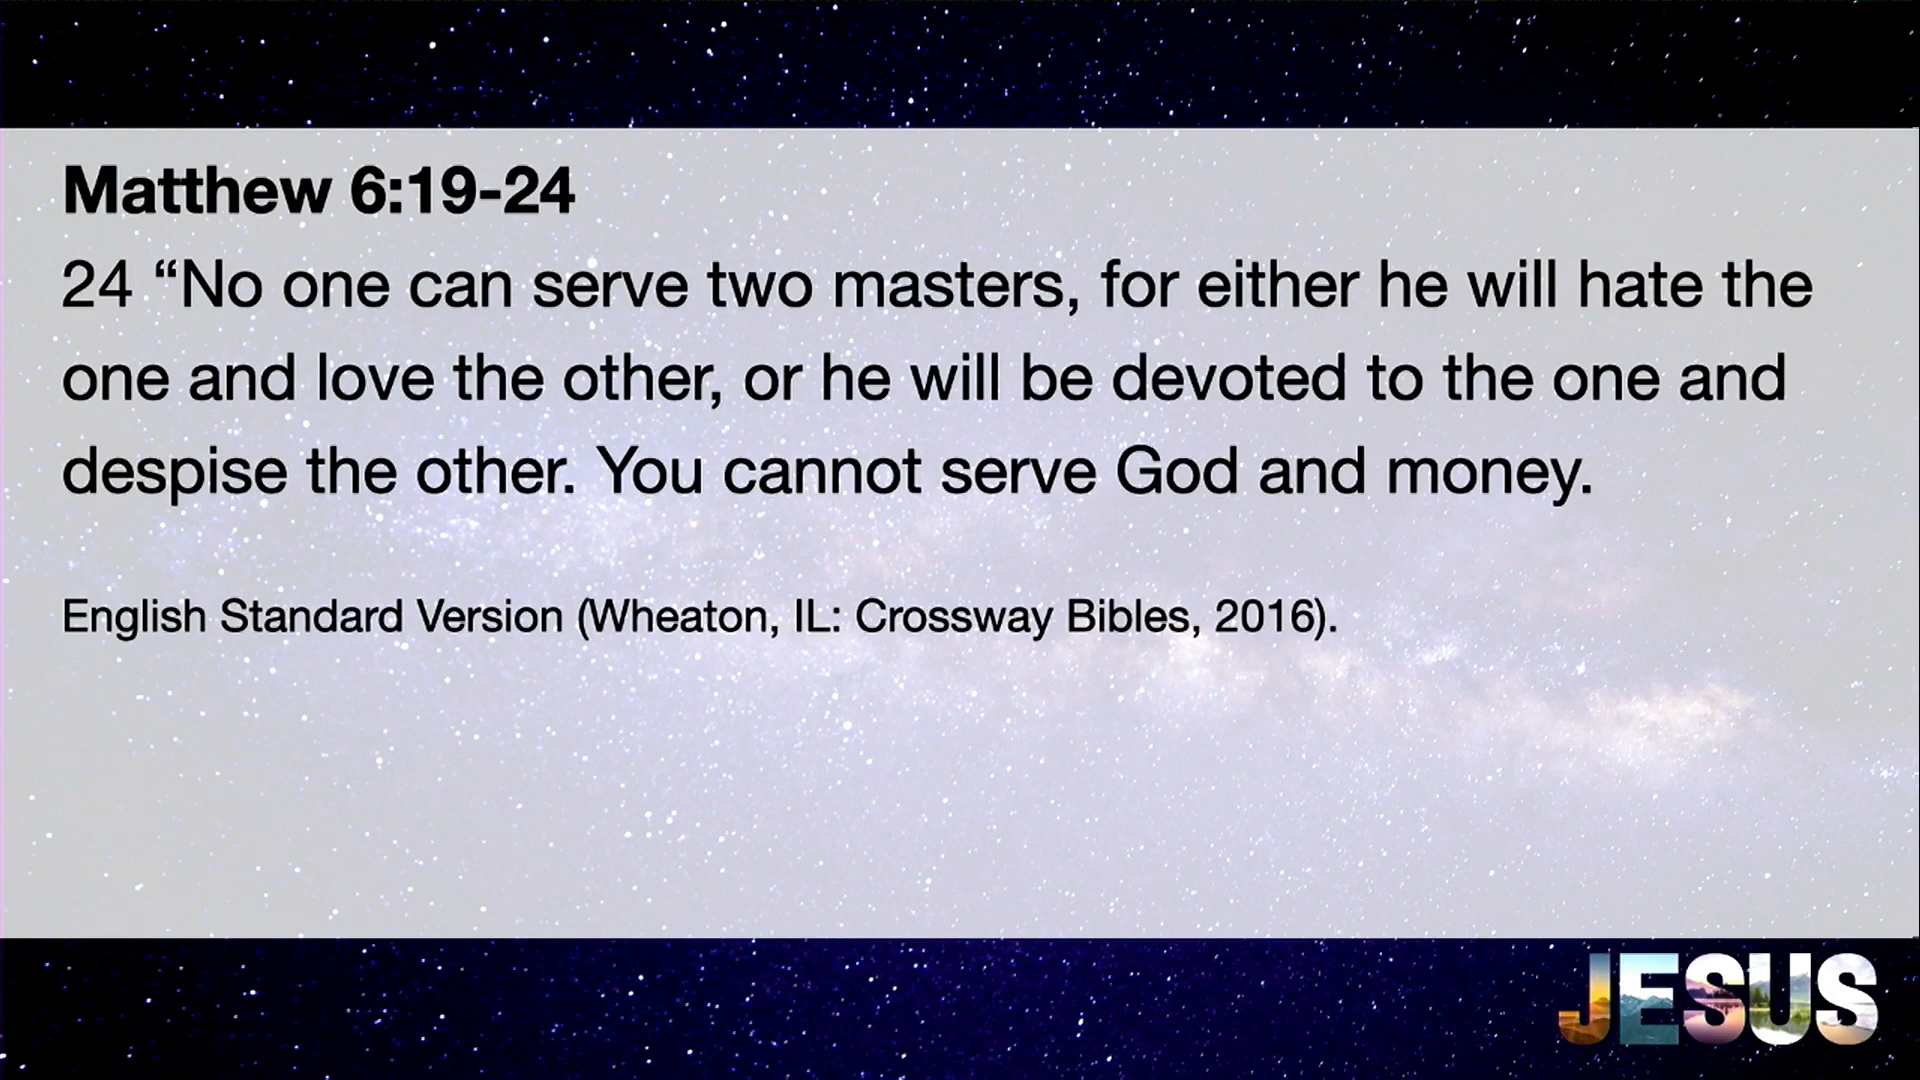 Matthew 6:19-24
24 “No one can serve two masters, for either he will hate the
one and love the other, or he will be devoted to the one and
despise the other. You cannot serve God and money.
English Standard Version (Wheaton, IL: Crossway Bibles, 2016).
JESUS